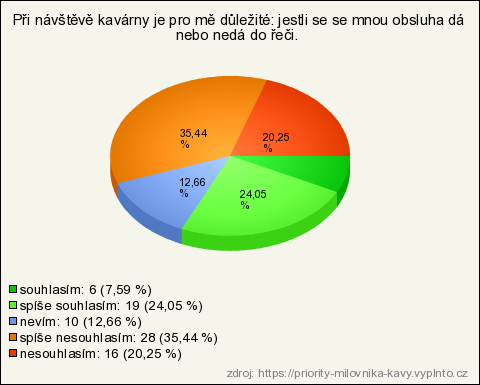 Při návštěvě kavárny je pro mě důležité: jestli se se mnou obsluha dá
nebo nedá do řeči.
35,44
%
20,25
%
12,66
%
24,05
%
souhlasím: 6 (7,59 %)
spíše souhlasím: 19 (24,05 %)
nevím: 10 (12,66 %)
spíše nesouhlasím: 28 (35,44 %)
nesouhlasím: 16 (20,25 %)
zdroj: https://priority-milovnika-kavy.vyplnto.cz